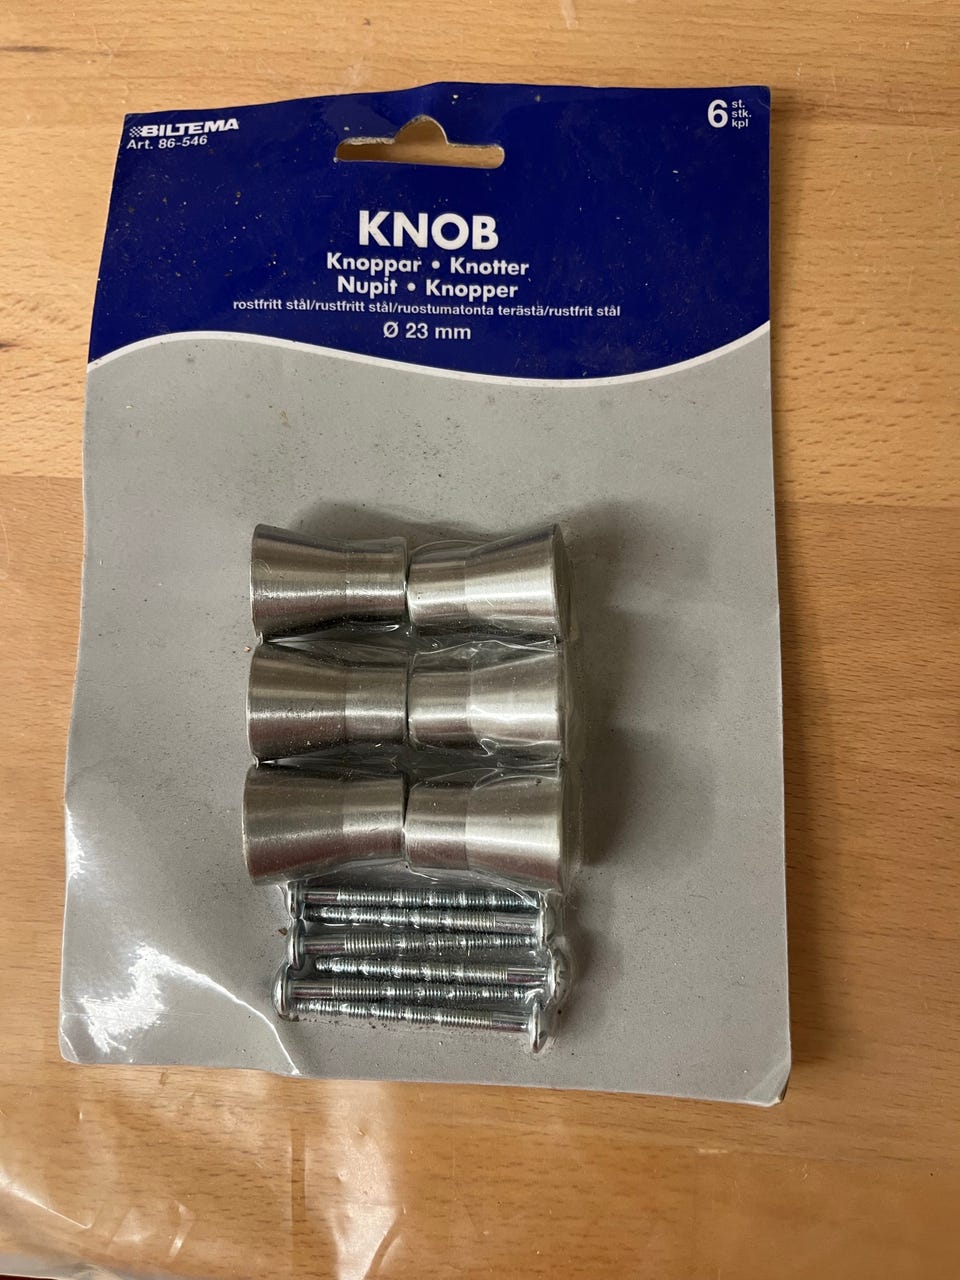 BILTEMA
Art. 86-546
6 st.
stk.
kpl
KNOB
Knoppar • Knotter
Nupit • Knopper
rostfritt stål/rustfritt stål/ruostumatonta terästä/rustfrit stål
Ø 23 mm